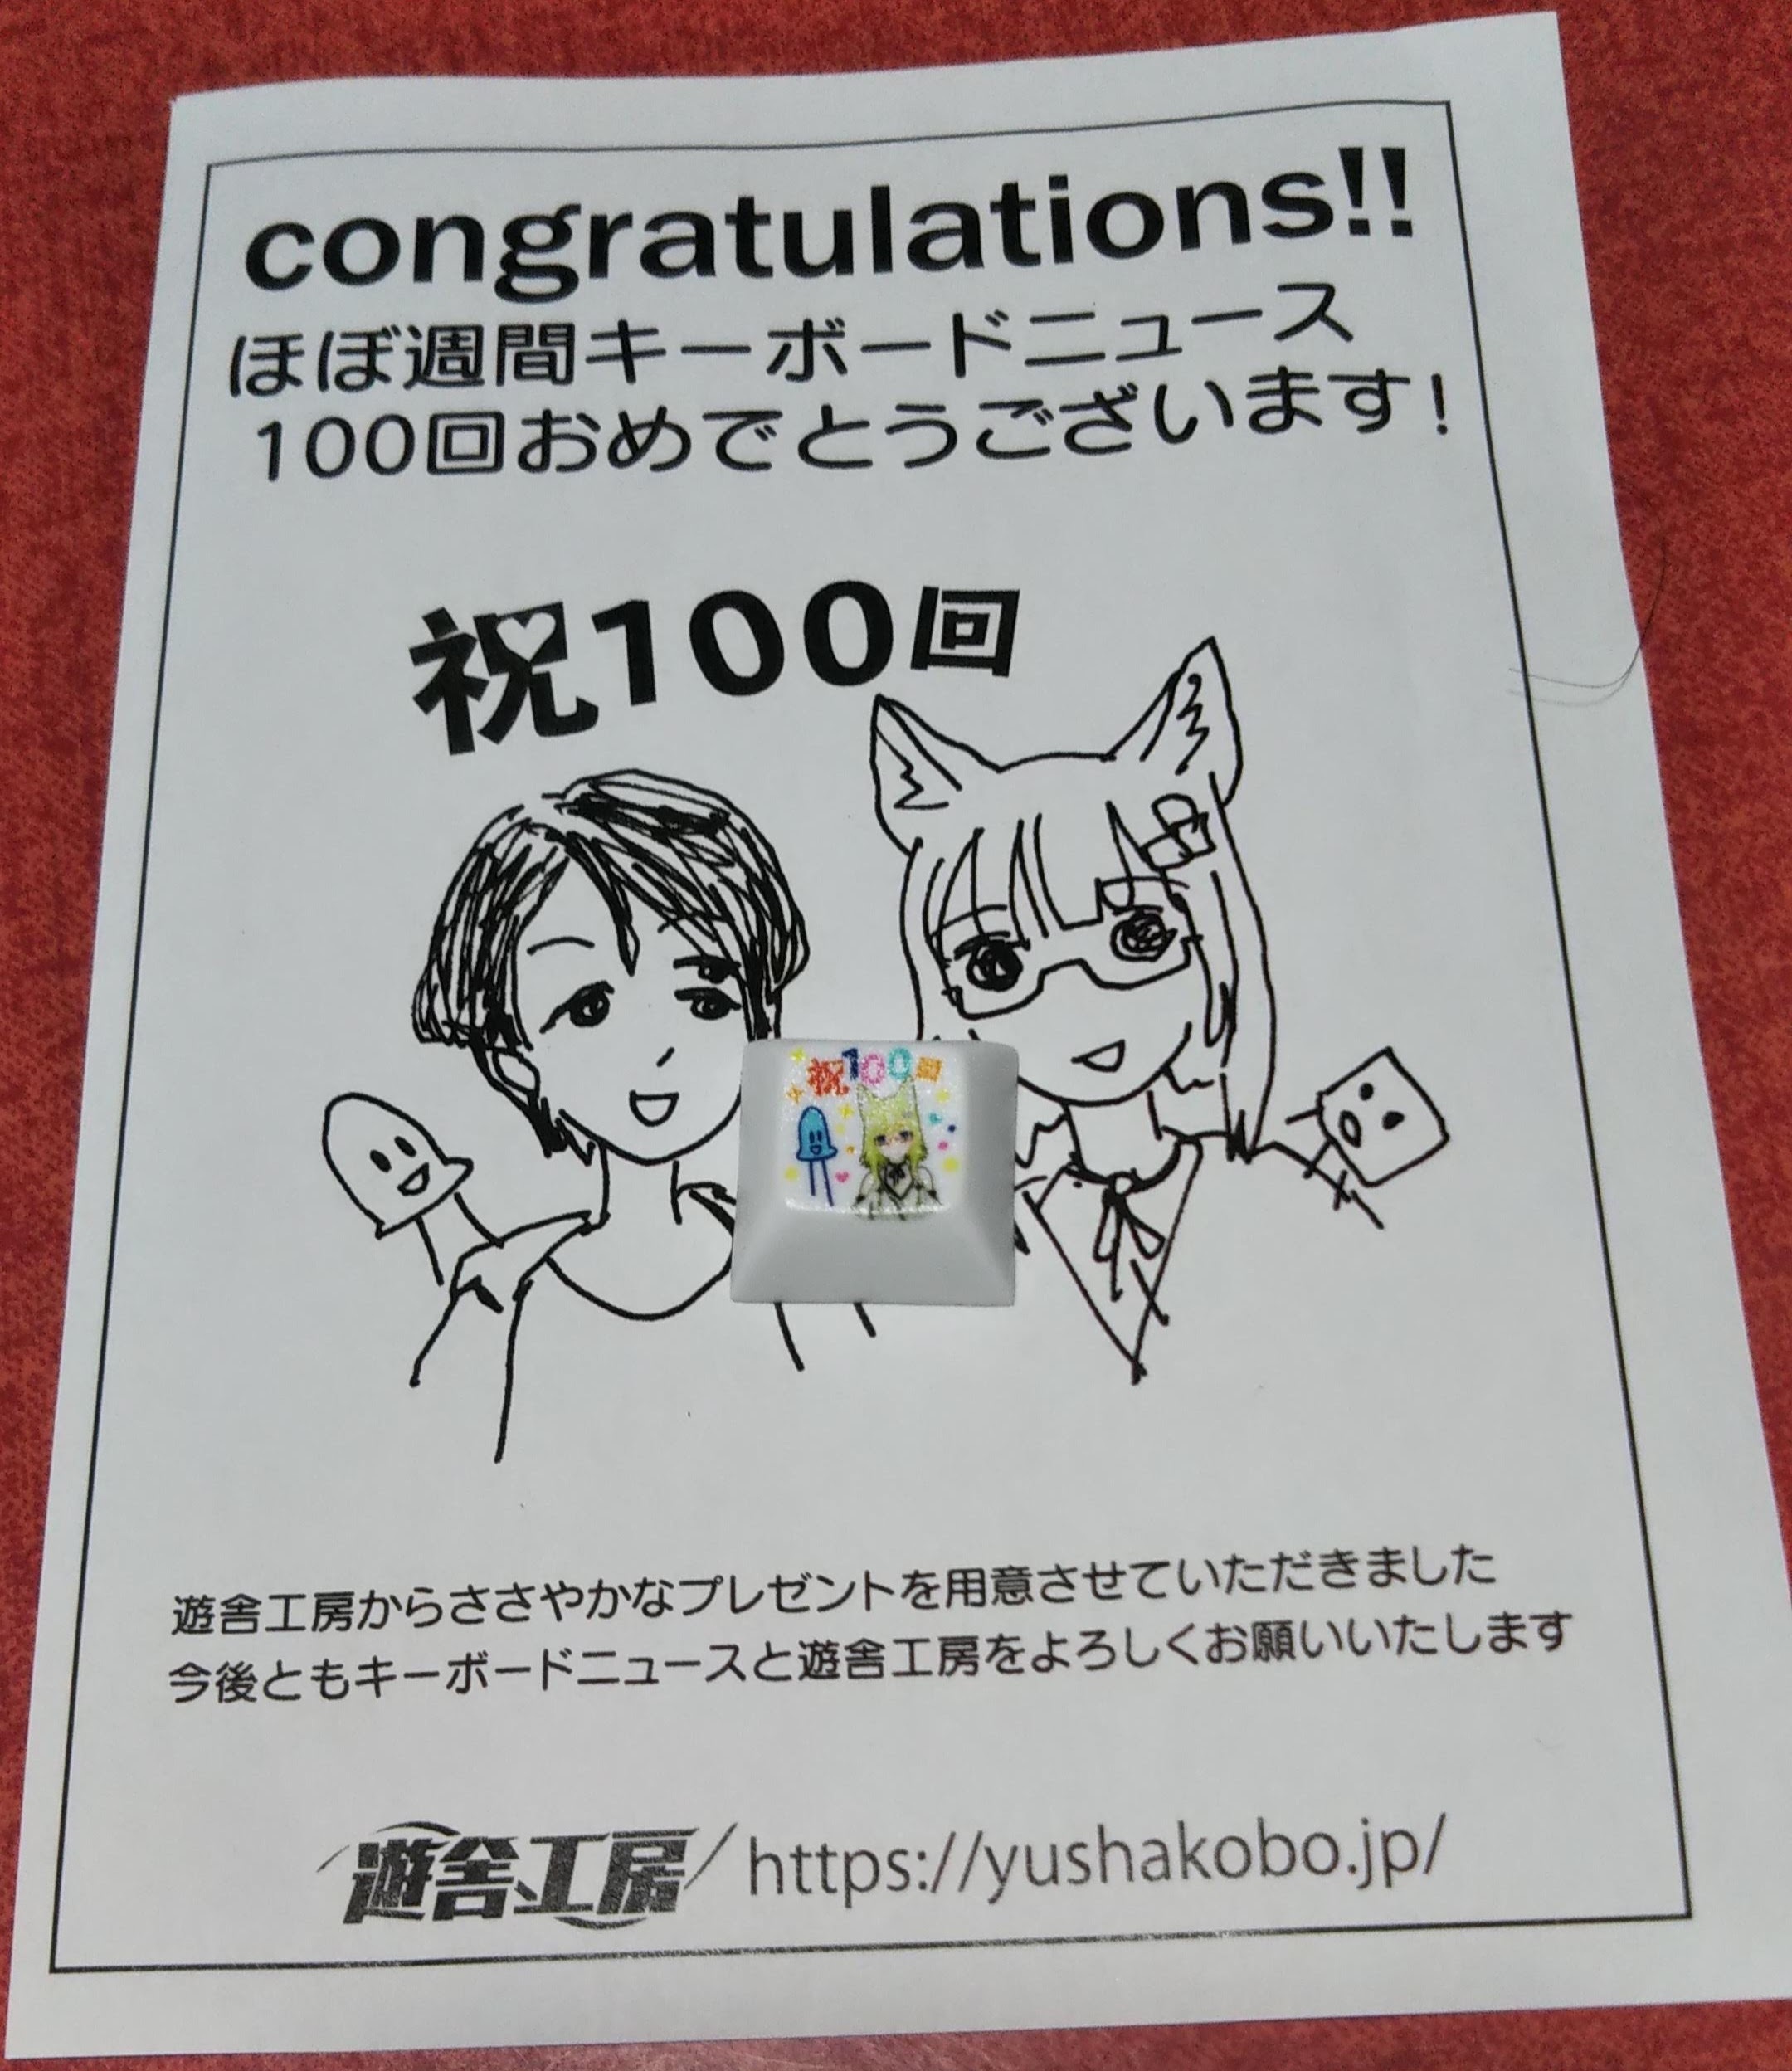 congratulations!!
ほぼ週間キーボードニュース
100回おめでとうございます!
祝100回
祝100回
遊舎工房からささやかなプレゼントを用意させていただきました
今後ともキーボードニュースと遊舎工房をよろしくお願いいたします
遊舎工房/https://yushakobo.jp/